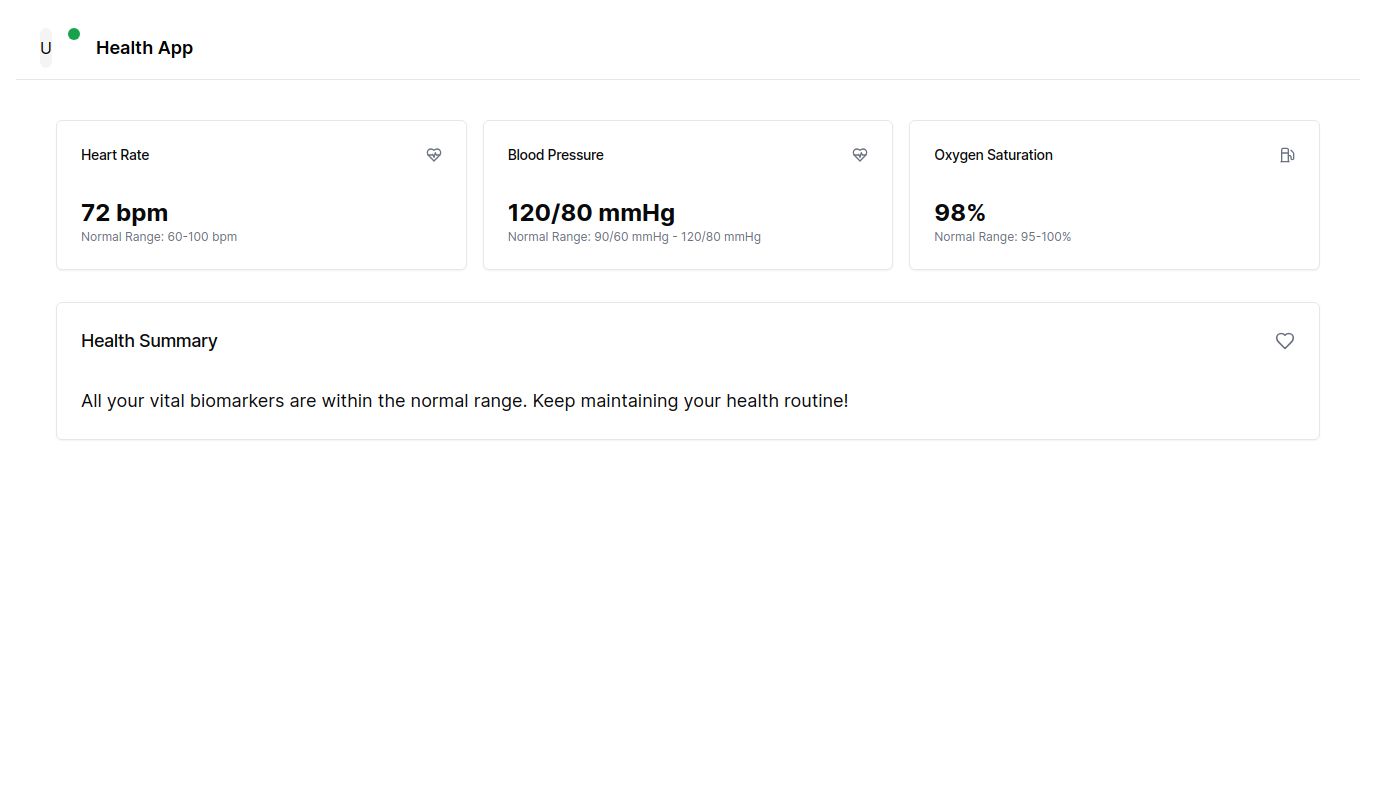 U
Health App
Heart Rate
72 bpm
Normal Range: 60-100 bpm
Blood Pressure
120/80 mmHg
Normal Range: 90/60 mmHg - 120/80 mmHg
Oxygen Saturation
98%
Normal Range: 95-100%
Health Summary
All your vital biomarkers are within the normal range. Keep maintaining your health routine!